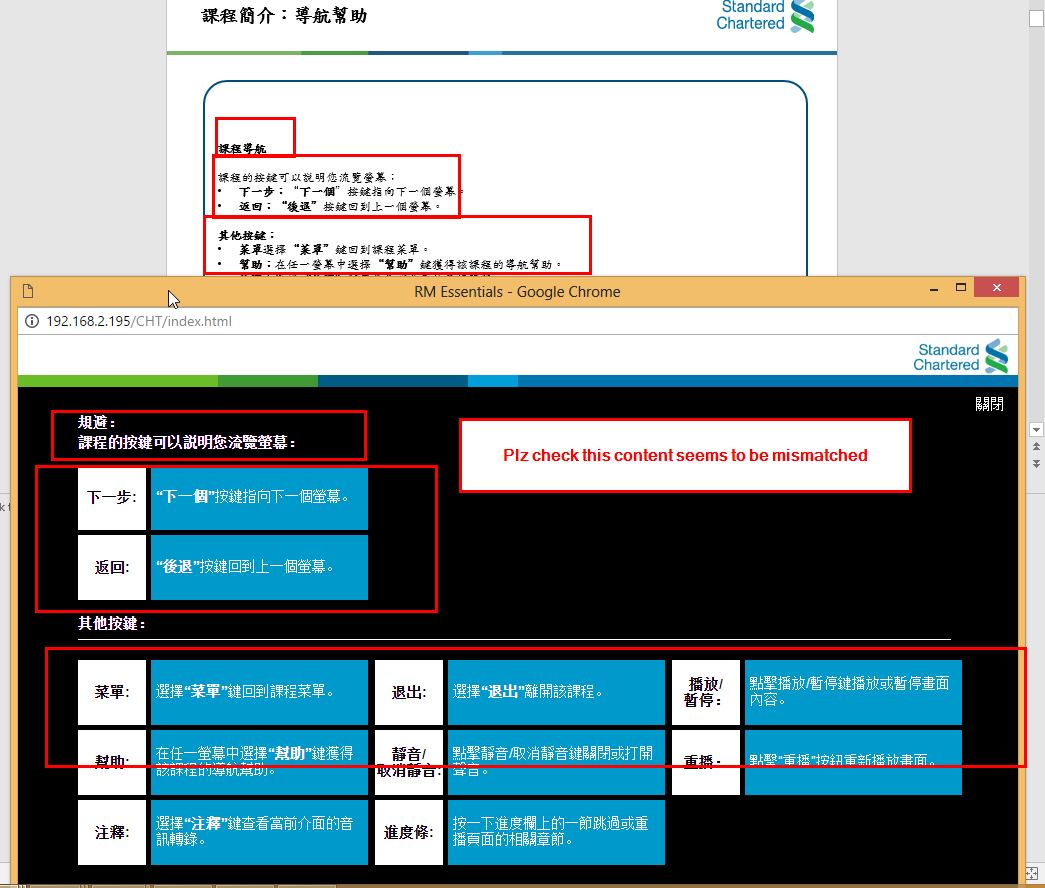 課程簡介：導航幫助
Standard
Chartered
課程導航
課程的按鍵可以說明您流覽螢幕：
• 下一步：“下一個”按鍵指向下一個螢幕。
• 返回：“後退”按鍵回到上一個螢幕。
其他按鍵：
• 菜單選擇“菜單”鍵回到課程菜單。
• 幫助：在任一螢幕中選擇“幫助”鍵獲得該課程的導航幫助。
RM Essentials - Google Chrome
192.168.2.195/CHT/index.html
Standard
Chartered
關閉
規避：
課程的按鍵可以說明您流覽螢幕：
Plz check this content seems to be mismatched
下一步:
“下一個”按鍵指向下一個螢幕。
返回:
“後退”按鍵回到上一個螢幕。
其他按鍵：
菜單:
選擇“菜單”鍵回到課程菜單。
退出:
選擇“退出”離開該課程。
播放/
暫停：
點擊播放/暫停鍵播放或暫停畫面
內容。
幫助:
在任一螢幕中選擇“幫助”鍵獲得
該課程的導航幫助。
靜音/
取消靜音:
點擊靜音/取消靜音鍵關閉或打開
聲音。
重播：
點擊“重播”按鈕重新播放畫面。
注釋:
選擇“注釋”鍵查看當前介面的音
訊轉錄。
進度條:
按一下進度欄上的一節跳過或重
播頁面的相關章節。